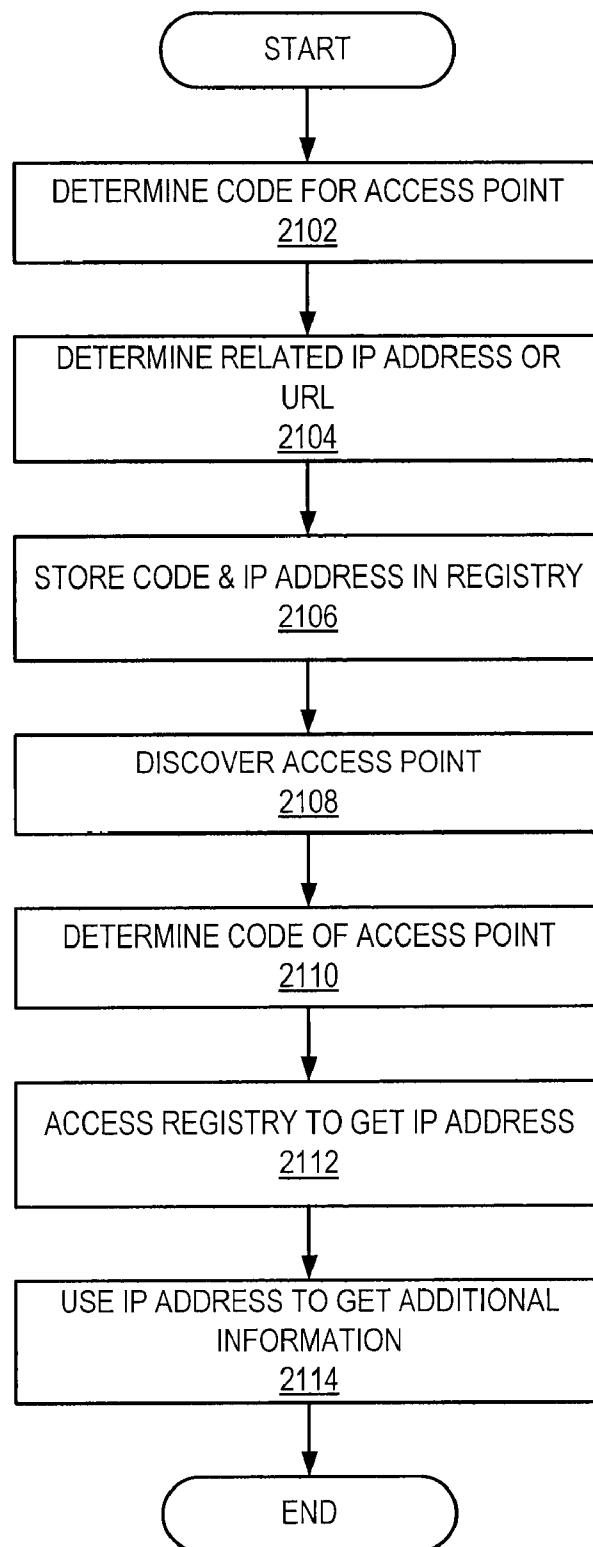 START
DETERMINE CODE FOR ACCESS POINT
2102
DETERMINE RELATED IP ADDRESS OR
URL
2104
STORE CODE & IP ADDRESS IN REGISTRY
2106
DISCOVER ACCESS POINT
2108
DETERMINE CODE OF ACCESS POINT
2110
ACCESS REGISTRY TO GET IP ADDRESS
2112
USE IP ADDRESS TO GET ADDITIONAL
INFORMATION
2114
END